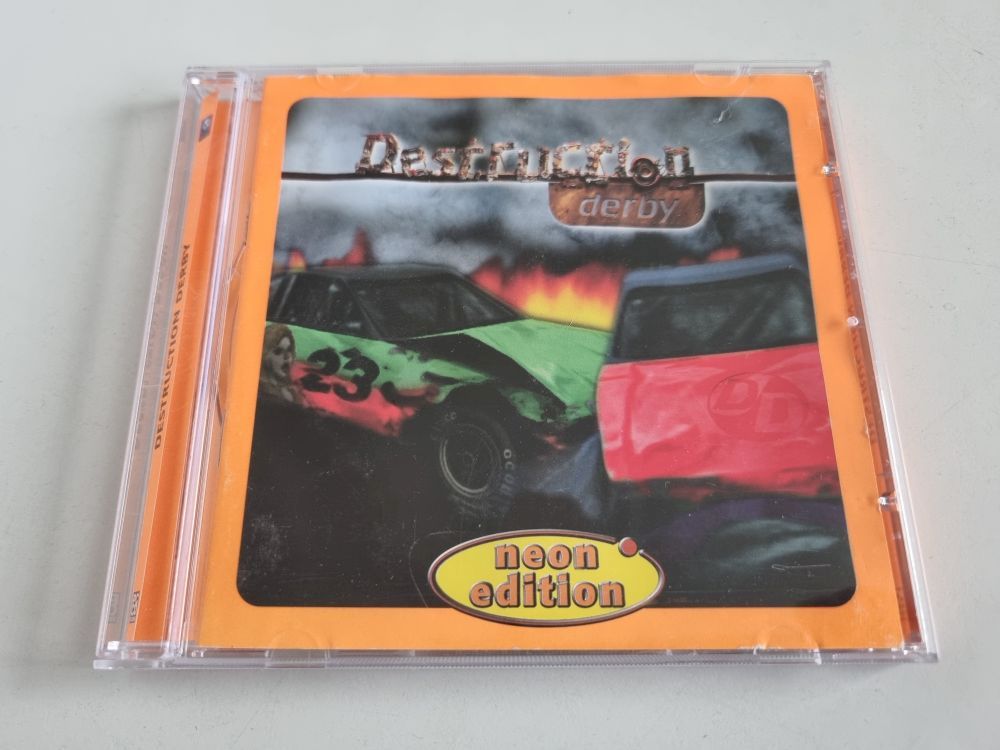 Destruction
derby
23
DD
neon
edition
DESTRUCTION DERBY